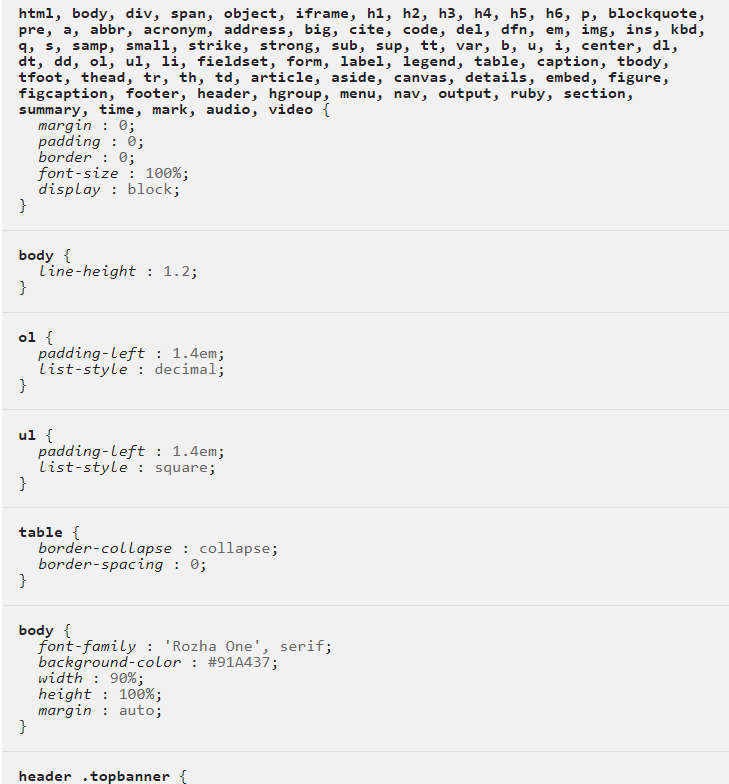 html, body, div, span, object, iframe, h1, h2, h3, h4, h5, h6, p, blockquote,
pre, a, abbr, acronym, address, big, cite, code, del, dfn, em, img, ins, kbd,
q, s, samp, small, strike, strong, sub, sup, tt, var, b, u, i, center, dl,
dt, dd, ol, ul, li, fieldset, form, label, legend, table, caption, tbody,
tfoot, thead, tr, th, td, article, aside, canvas, details, embed, figure,
figcaption, footer, header, hgroup, menu, nav, output, ruby, section,
summary, time, mark, audio, video {
margin : 0;
padding : 0;
border : 0;
font-size : 100%;
display : block;
}
body {
line-height : 1.2;
}
ol {
padding-left : 1.4em;
list-style : decimal;
}
ul {
padding-left : 1.4em;
list-style : square;
}
table {
border-collapse : collapse;
border-spacing : 0;
}
body {
font-family : 'Rozha One', serif;
background-color : #91A437;
width : 90%;
height : 100%;
margin : auto;
}
header .topbanner {